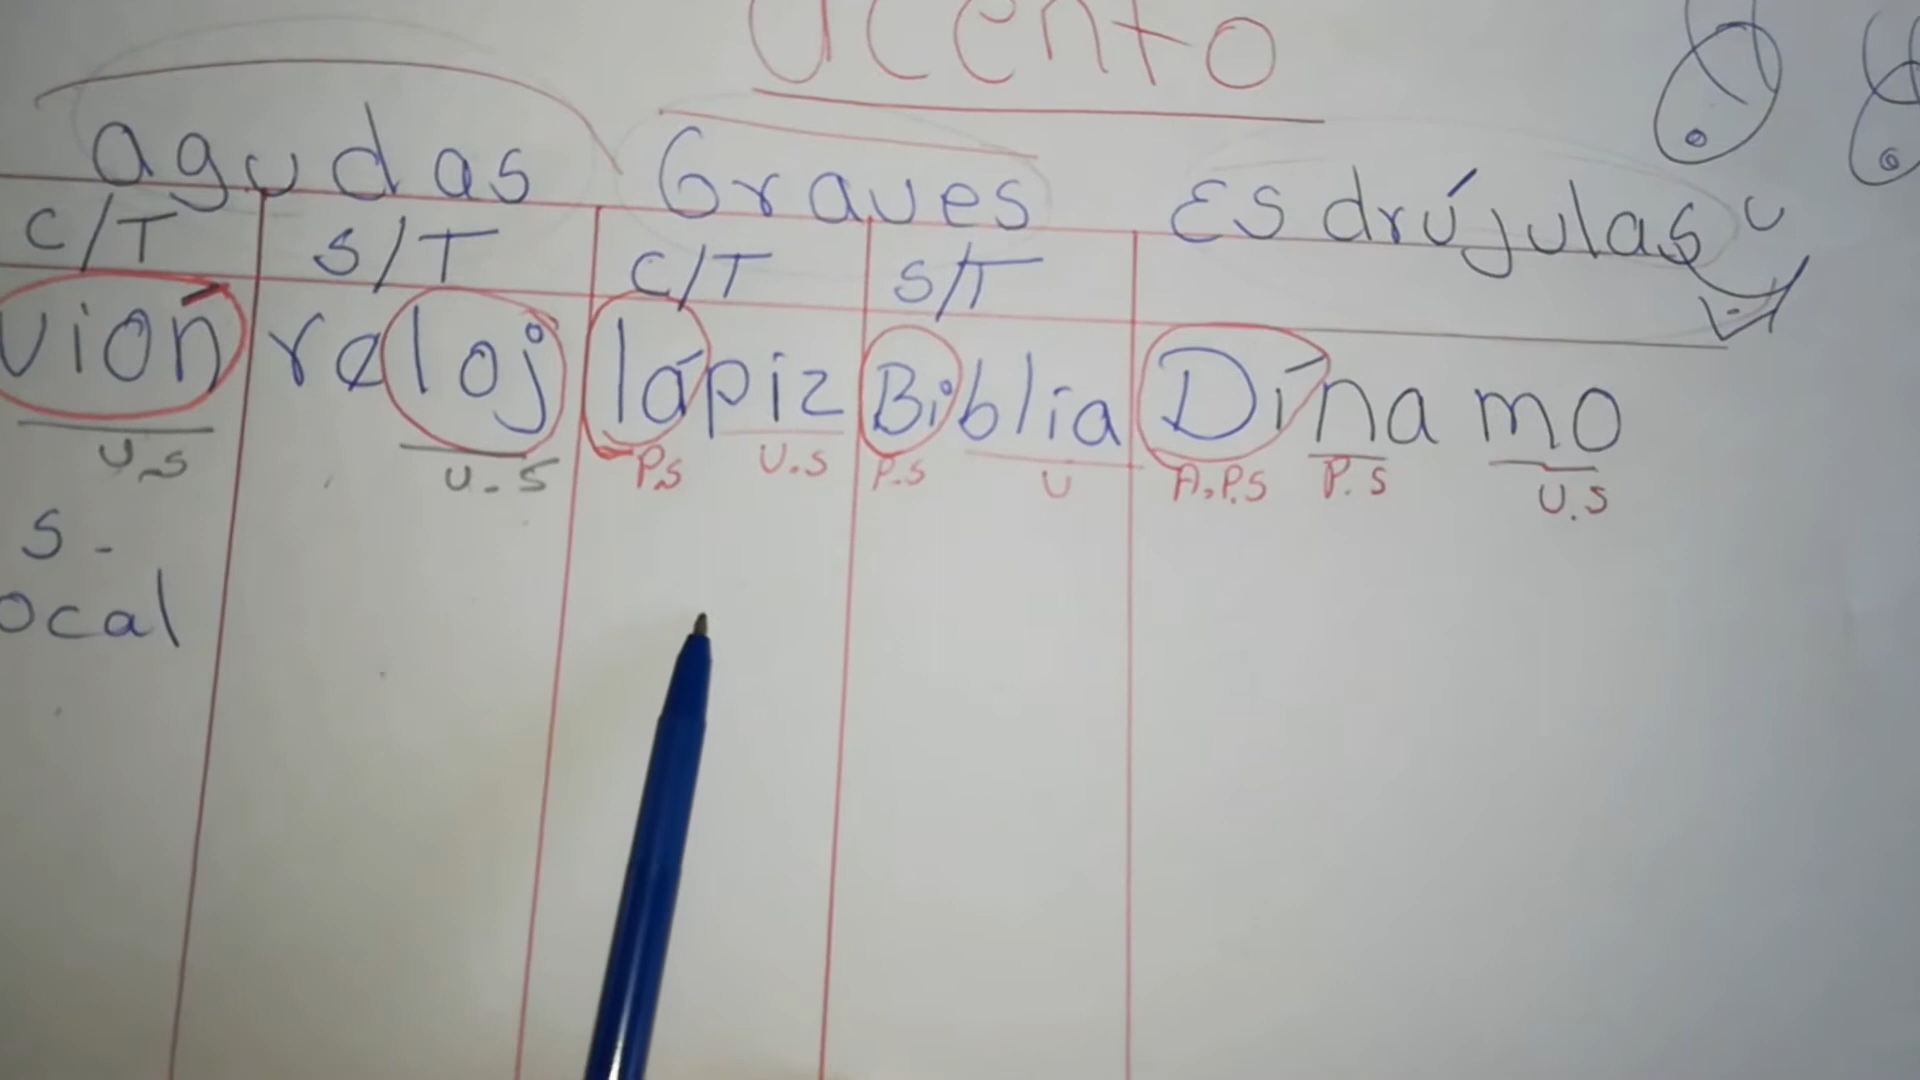 acento
agudas Graves Esdrújulas
C/T S/T C/T S/T
vión reloj lápiz Biblia Dínamo
U.S U.S P.S U.S P.S U A.P.S P.S U.S
S -
ocal